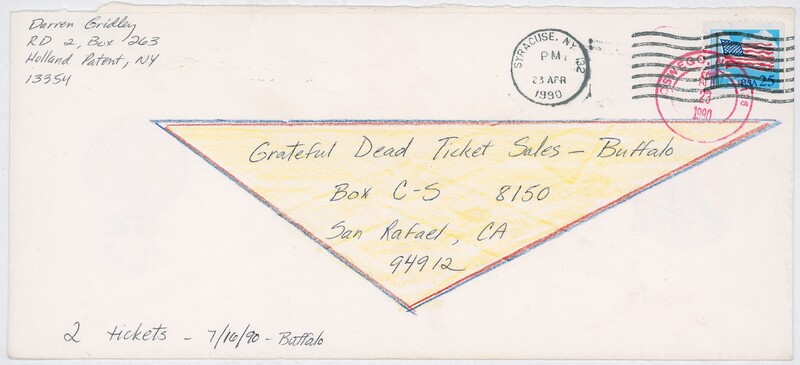 Darren Gridley
RD 2, Box 263
Holland Patent, NY
13354
SYRACUSE, NY 132
PM
23 APR
1990
OSWEGO, NY
23
1990
USA 25
Grateful Dead Ticket Sales – Buffalo
Box C-S 8150
San Rafael, CA
94912
2 tickets - 7/16/90 - Buffalo